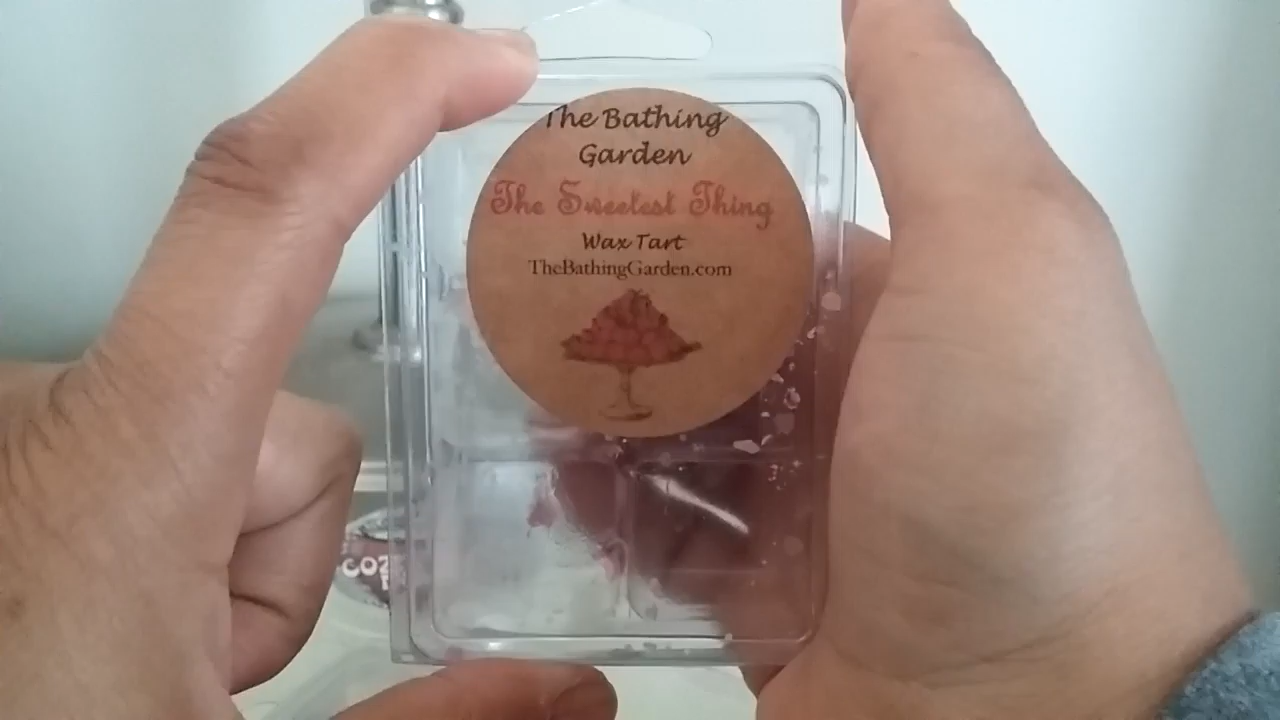 The Bathing
Garden
The Sweetest Thing
Wax Tart
TheBathingGarden.com